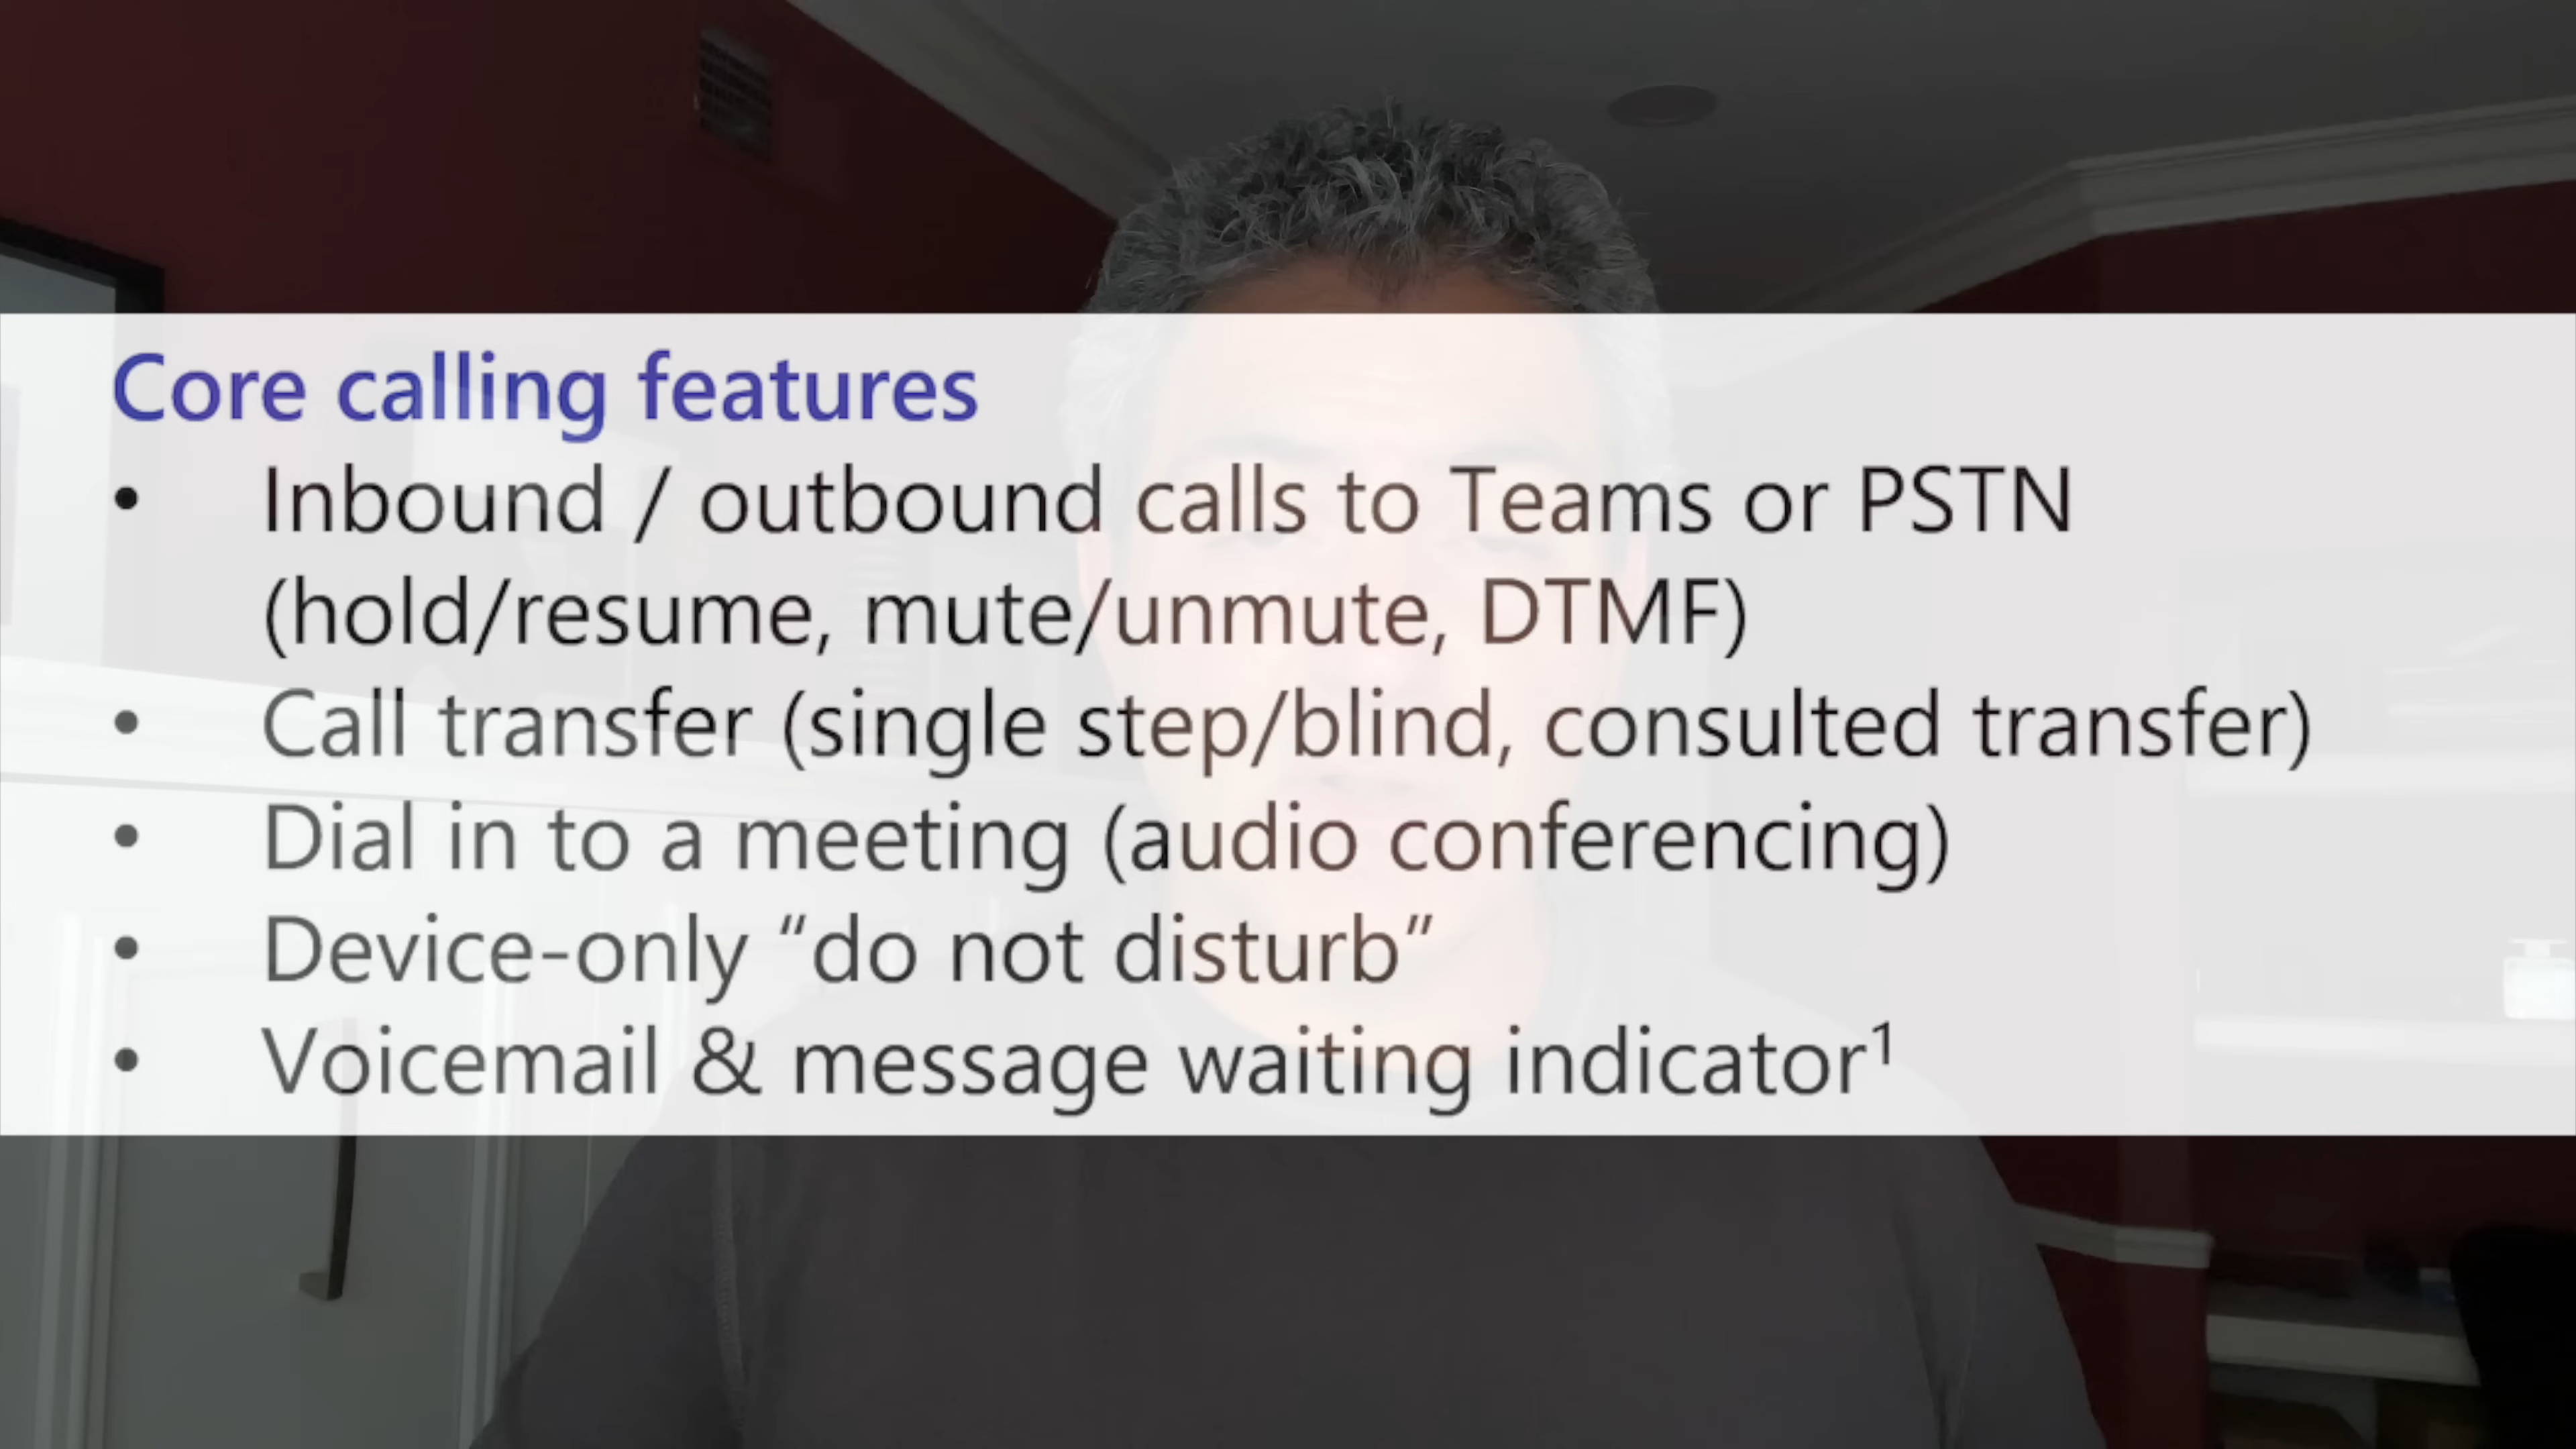 Core calling features
• Inbound / outbound calls to Teams or PSTN
(hold/resume, mute/unmute, DTMF)
• Call transfer (single step/blind, consulted transfer)
• Dial in to a meeting (audio conferencing)
• Device-only “do not disturb”
• Voicemail & message waiting indicator¹